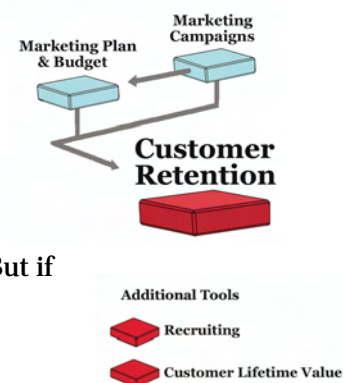 Marketing
Campaigns
Marketing Plan
& Budget
Customer
Retention
But if
Additional Tools
Recruiting
Customer Lifetime Value